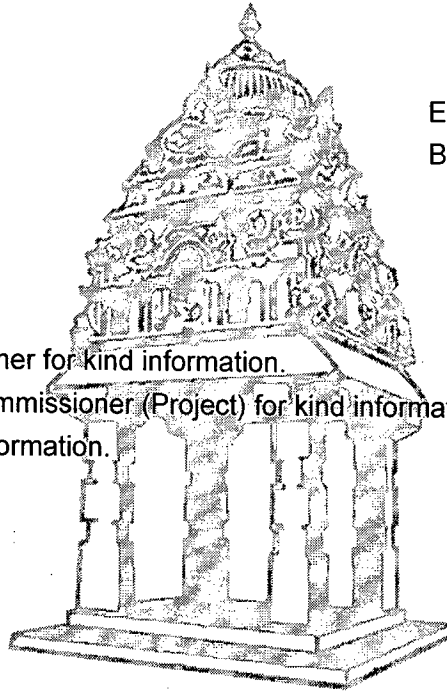 E
B
ner for kind information.
mmissioner (Project) for kind informat
ormation.